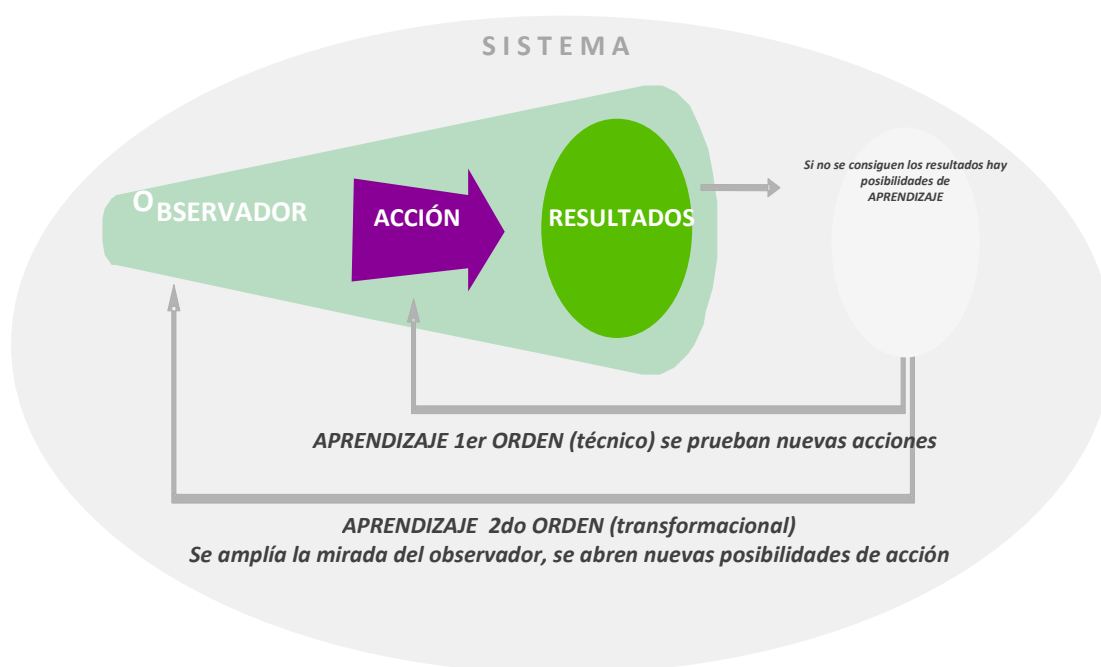 SISTEMA
OBSERVADOR
ACCIÓN
RESULTADOS
Si no se consiguen los resultados hay
posibilidades de
APRENDIZAJE
APRENDIZAJE 1er ORDEN (técnico) se prueban nuevas acciones
APRENDIZAJE 2do ORDEN (transformacional)
Se amplía la mirada del observador, se abren nuevas posibilidades de acción